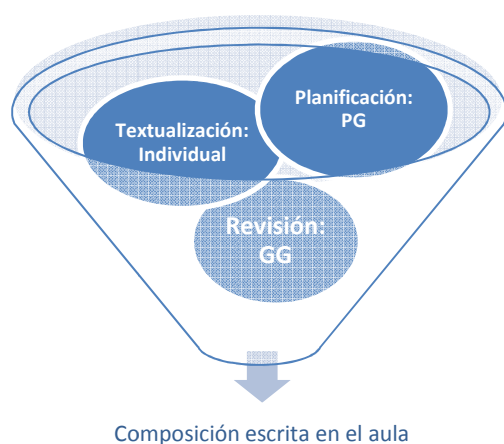 Planificación:
PG
Textualización:
Individual
Revisión:
GG
Composición escrita en el aula